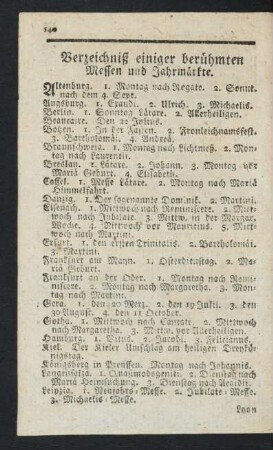 140
Verzeichniß einiger berühmten
Messen und Jahrmärkte.
Altenburg. 1. Montag nach Rogate. 2. Sonnt.
nach dem 4. Sept.
Augsburg. 1. Exaudi. 2. Ulrich. 3. Michaelis.
Berlin. 1. Sonntag Lätare. 2. Allerheiligen.
Beaucaire. Den 22 Julius.
Botzen. 1. In der Fasten. 2. Fronleichnamsfest.
3. Bartholomäi. 4. Andreä.
Braunschweig. 1. Montag nach Lichtmeß. 2. Mon-
tag nach Laurentii.
Breslau. 1. Lätare. 2. Johann. 3. Montag vor
Mariä Geburt. 4. Elisabeth.
Cassel. 1. Messe Lätare. 2. Montag nach Mariä
Himmelfahrt.
Danzig. 1. Der sogenannte Dominik. 2. Martini.
Eisenach. 1. Mittwoch nach Reminiscere. 2. Mitt-
woch nach Jubilate. 3. Mittw. in der Margar.
Woche. 4. Mittwoch vor Mauritius. 5. Mitt-
woch nach
Erfurt. 1. den ersten Trinitatis. 2. Bartholomäi.
3. Martini.
Frankfurt am Mayn. 1. Osterdienstag. 2. Ma-
riä Geburt.
Frankfurt an der Oder. 1. Montag nach Remi-
niscere. 2. Montag nach Margaretha. 3. Mon-
tag nach Martini.
Gera. 1. den 20 Merz. 2. den 19 Julii. 3. den
30 August. 4. den 11 October.
Gotha. 1. Mittwoch nach Cantate. 2. Mittwoch
nach Margaretha. 3. Mittw. vor Allerheiligen.
Hamburg. 1. Vitus. 2. Jacobi. 3. Felicianus.
Kiel. Der Kieler Umschlag am heiligen Dreykö-
nigstag.
Königsberg in Preussen. Montag nach Johannis.
Langensalza. 1. Quasimodogeniti. 2. Dienstag nach
Mariä Heimsuchung. 3. Dienstag nach Aegidii.
Leipzig. 1. Neujahrs-Messe. 2. Jubilate-Messe.
3. Michaelis-Messe.
Lyon